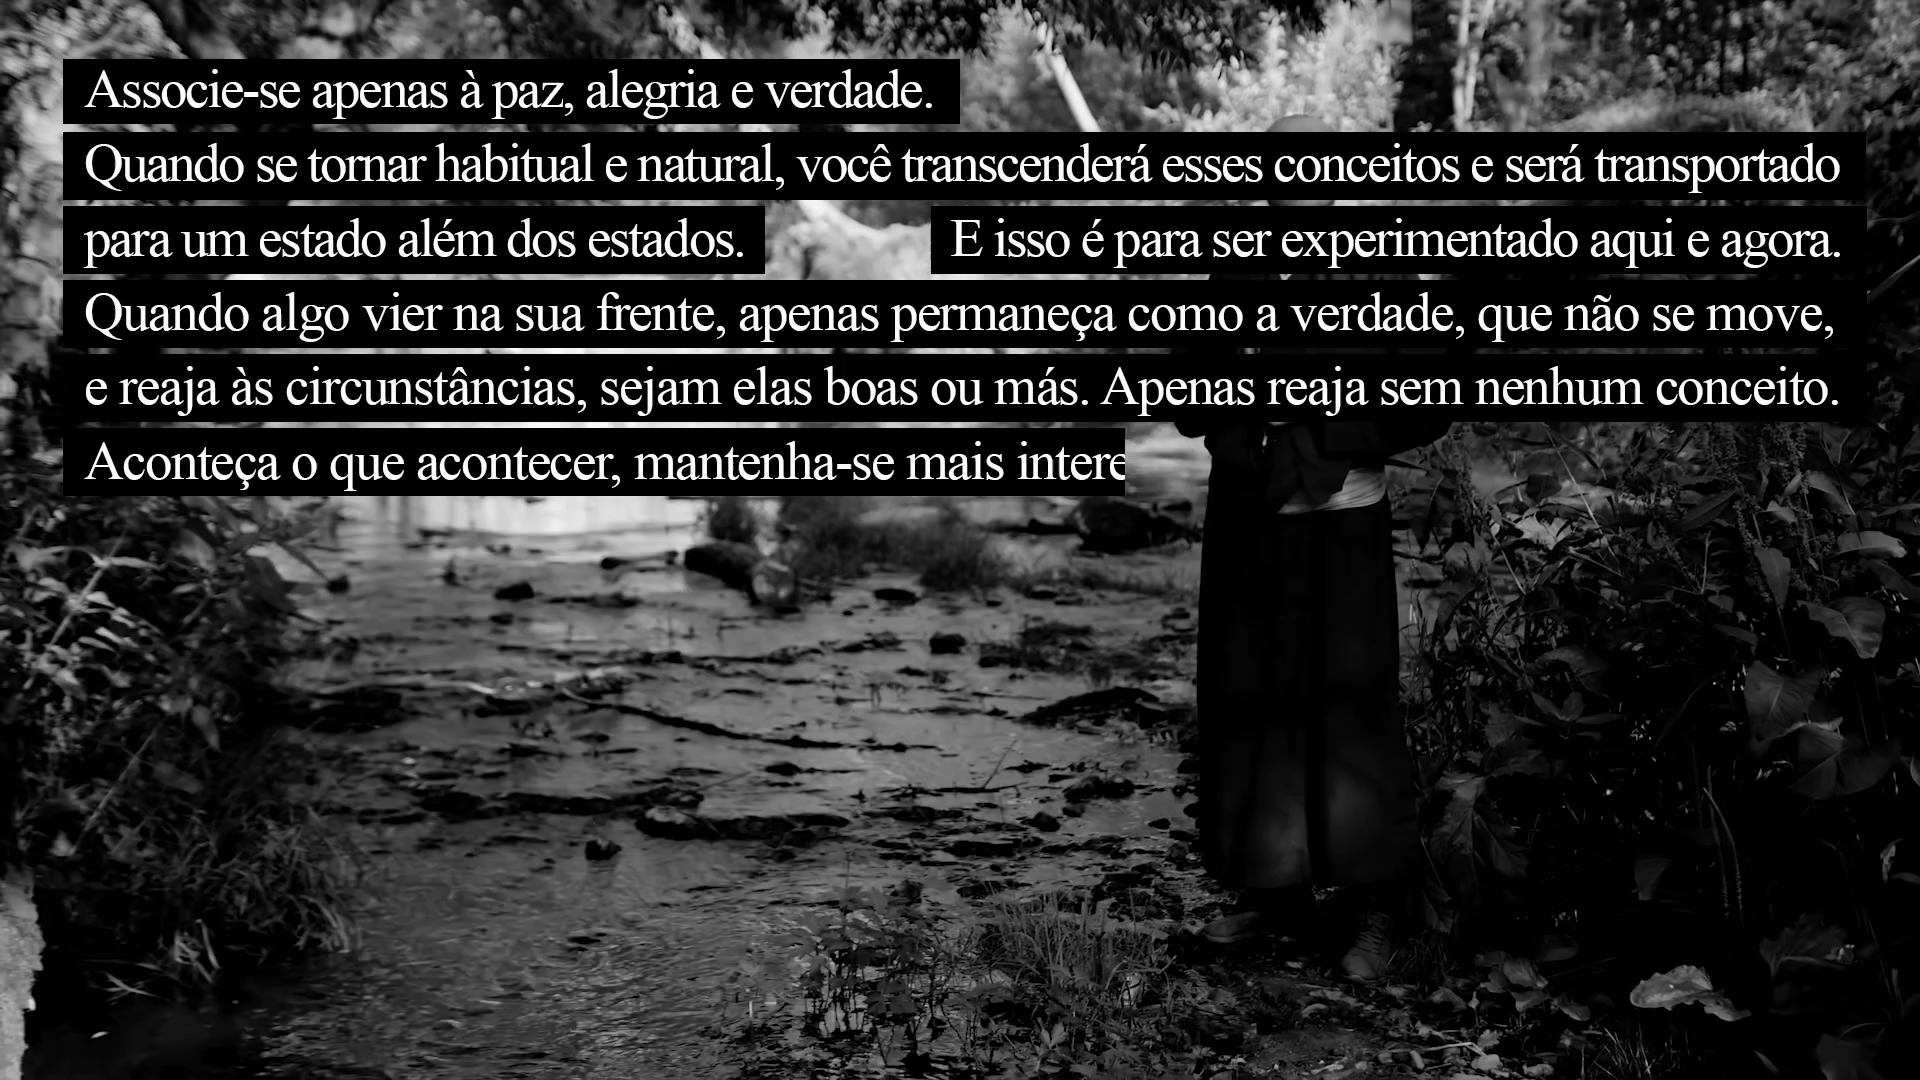 Associe-se apenas à paz, alegria e verdade.
Quando se tornar habitual e natural, você transcenderá esses conceitos e será transportado
para um estado além dos estados. E isso é para ser experimentado aqui e agora.
Quando algo vier na sua frente, apenas permaneça como a verdade, que não se move,
e reaja às circunstâncias, sejam elas boas ou más. Apenas reaja sem nenhum conceito.
Aconteça o que acontecer, mantenha-se mais